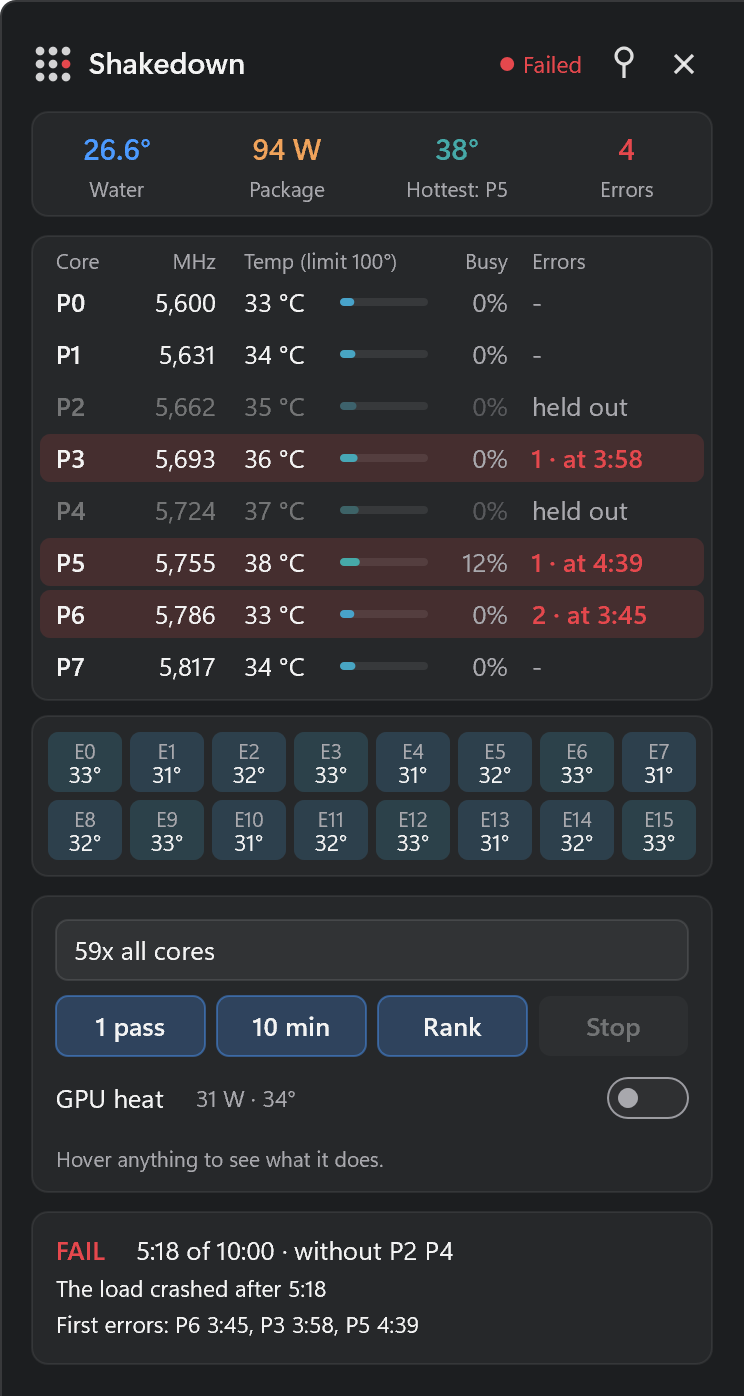 Shakedown ● Failed
26.6° 94 W 38° 4
Water Package Hottest: P5 Errors
Core MHz Temp (limit 100°) Busy Errors
P0 5,600 33 °C 0% -
P1 5,631 34 °C 0% -
P2 5,662 35 °C 0% held out
P3 5,693 36 °C 0% 1 · at 3:58
P4 5,724 37 °C 0% held out
P5 5,755 38 °C 12% 1 · at 4:39
P6 5,786 33 °C 0% 2 · at 3:45
P7 5,817 34 °C 0% -
E0 E1 E2 E3 E4 E5 E6 E7
33° 31° 32° 33° 31° 32° 33° 31°
E8 E9 E10 E11 E12 E13 E14 E15
32° 33° 31° 32° 33° 31° 32° 33°
59x all cores
1 pass 10 min Rank Stop
GPU heat 31 W · 34°
Hover anything to see what it does.
FAIL 5:18 of 10:00 · without P2 P4
The load crashed after 5:18
First errors: P6 3:45, P3 3:58, P5 4:39